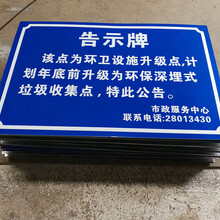 告示牌
该点为环卫设施升级点,计
划年底前升级为环保深埋式
垃圾收集点，特此公告。
市政服务中心
联系电话:28013430